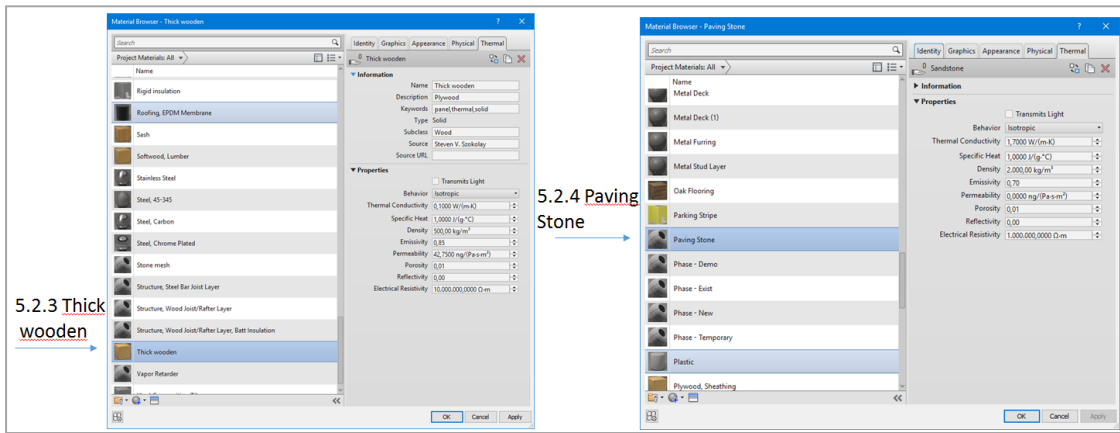 Material Browser - Thick wooden
? ×
Search
Project Materials: All
Name
Rigid insulation
Roofing, EPDM Membrane
Sash
Softwood, Lumber
Stainless Steel
Steel, 45-345
Steel, Carbon
Steel, Chrome Plated
Stone mesh
Structure, Steel Bar Joist Layer
Structure, Wood Joist/Rafter Layer
Structure, Wood Joist/Rafter Layer, Batt Insulation
Thick wooden
Vapor Retarder
Identity Graphics Appearance Physical Thermal
0 Thick wooden
Information
Name Thick wooden
Description Plywood
Keywords panel,thermal,solid
Type Solid
Subclass Wood
Source Steven V. Szokolay
Source URL
Properties
Transmits Light
Behavior Isotropic
Thermal Conductivity 0,1000 W/(m·K)
Specific Heat 1,0000 J/(g·°C)
Density 500,00 kg/m³
Emissivity 0,85
Permeability 42,7500 ng/(Pa·s·m²)
Porosity 0,01
Reflectivity 0,00
Electrical Resistivity 10.000.000,0000 Ω·m
OK Cancel Apply
5.2.3 Thick
wooden
5.2.4 Paving
Stone
Material Browser - Paving Stone
? ×
Search
Project Materials: All
Name
Metal Deck
Metal Deck (1)
Metal Furring
Metal Stud Layer
Oak Flooring
Parking Stripe
Paving Stone
Phase - Demo
Phase - Exist
Phase - New
Phase - Temporary
Plastic
Plywood, Sheathing
Identity Graphics Appearance Physical Thermal
0 Sandstone
Information
Properties
Transmits Light
Behavior Isotropic
Thermal Conductivity 1,7000 W/(m·K)
Specific Heat 1,0000 J/(g·°C)
Density 2.000,00 kg/m³
Emissivity 0,70
Permeability 0,0000 ng/(Pa·s·m²)
Porosity 0,01
Reflectivity 0,00
Electrical Resistivity 1.000.000,0000 Ω·m
OK Cancel Apply